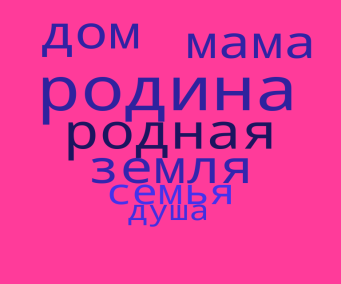 дом
мама
родина
родная
земля
семья
душа